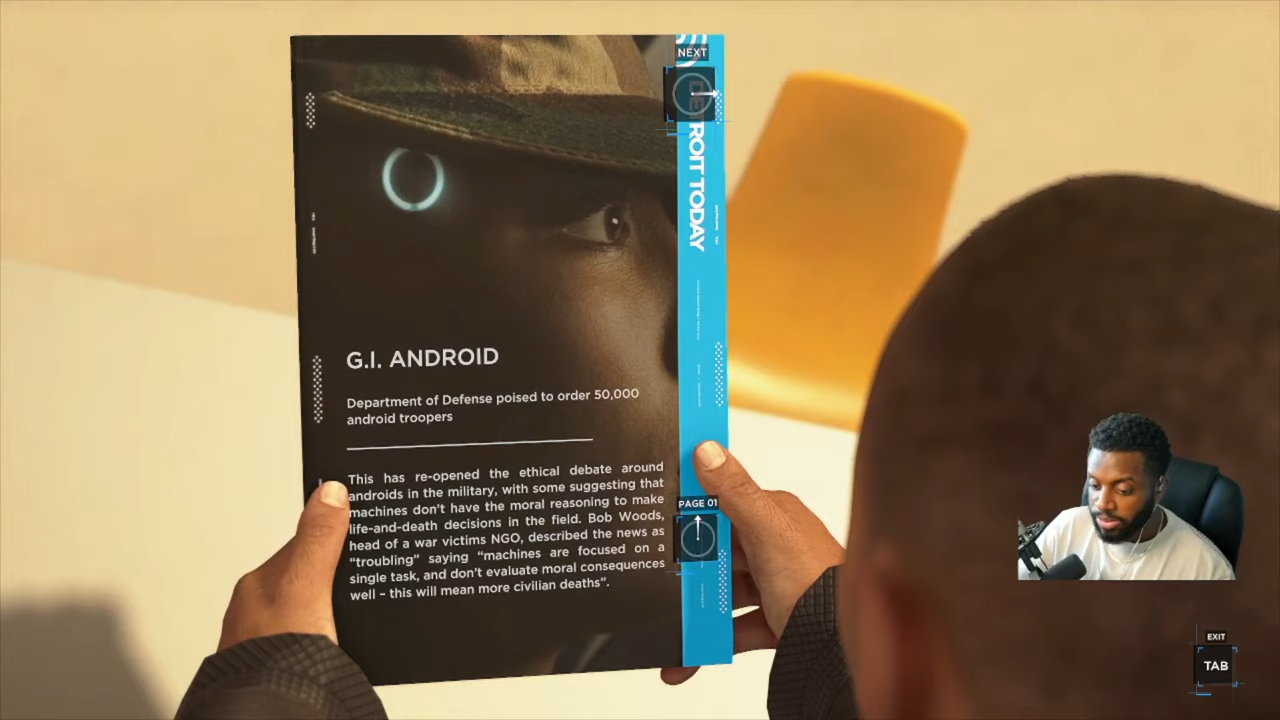 NEXT
DETROIT TODAY
G.I. ANDROID
Department of Defense poised to order 50,000
android troopers
This has re-opened the ethical debate around
androids in the military, with some suggesting that
machines don't have the moral reasoning to make
life-and-death decisions in the field. Bob Woods,
head of a war victims NGO, described the news as
“troubling” saying “machines are focused on a
single task, and don't evaluate moral consequences
well – this will mean more civilian deaths”.
PAGE 01
EXIT
TAB